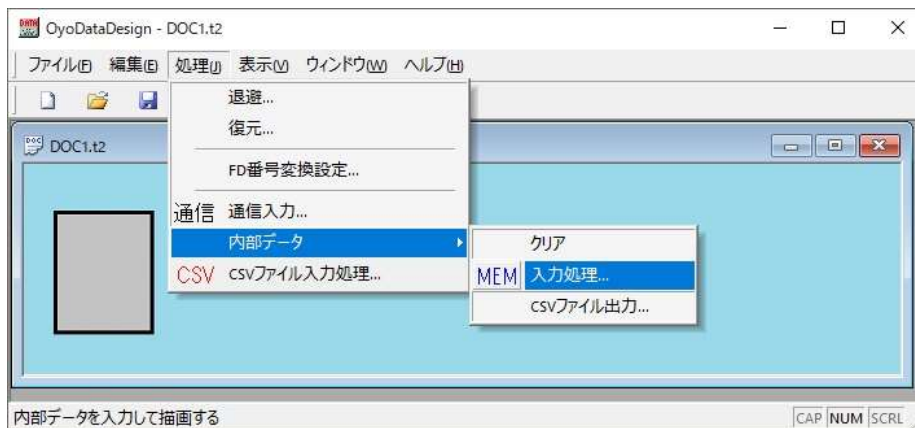 OyoDataDesign - DOC1.t2
ファイル(F) 編集(E) 処理(J) 表示(V) ウィンドウ(W) ヘルプ(H)
DOC1.t2
退避...
復元...
FD番号変換設定...
通信 通信入力...
内部データ
CSV CSVファイル入力処理...
クリア
MEM 入力処理...
CSVファイル出力...
内部データを入力して描画する
CAP NUM SCRL